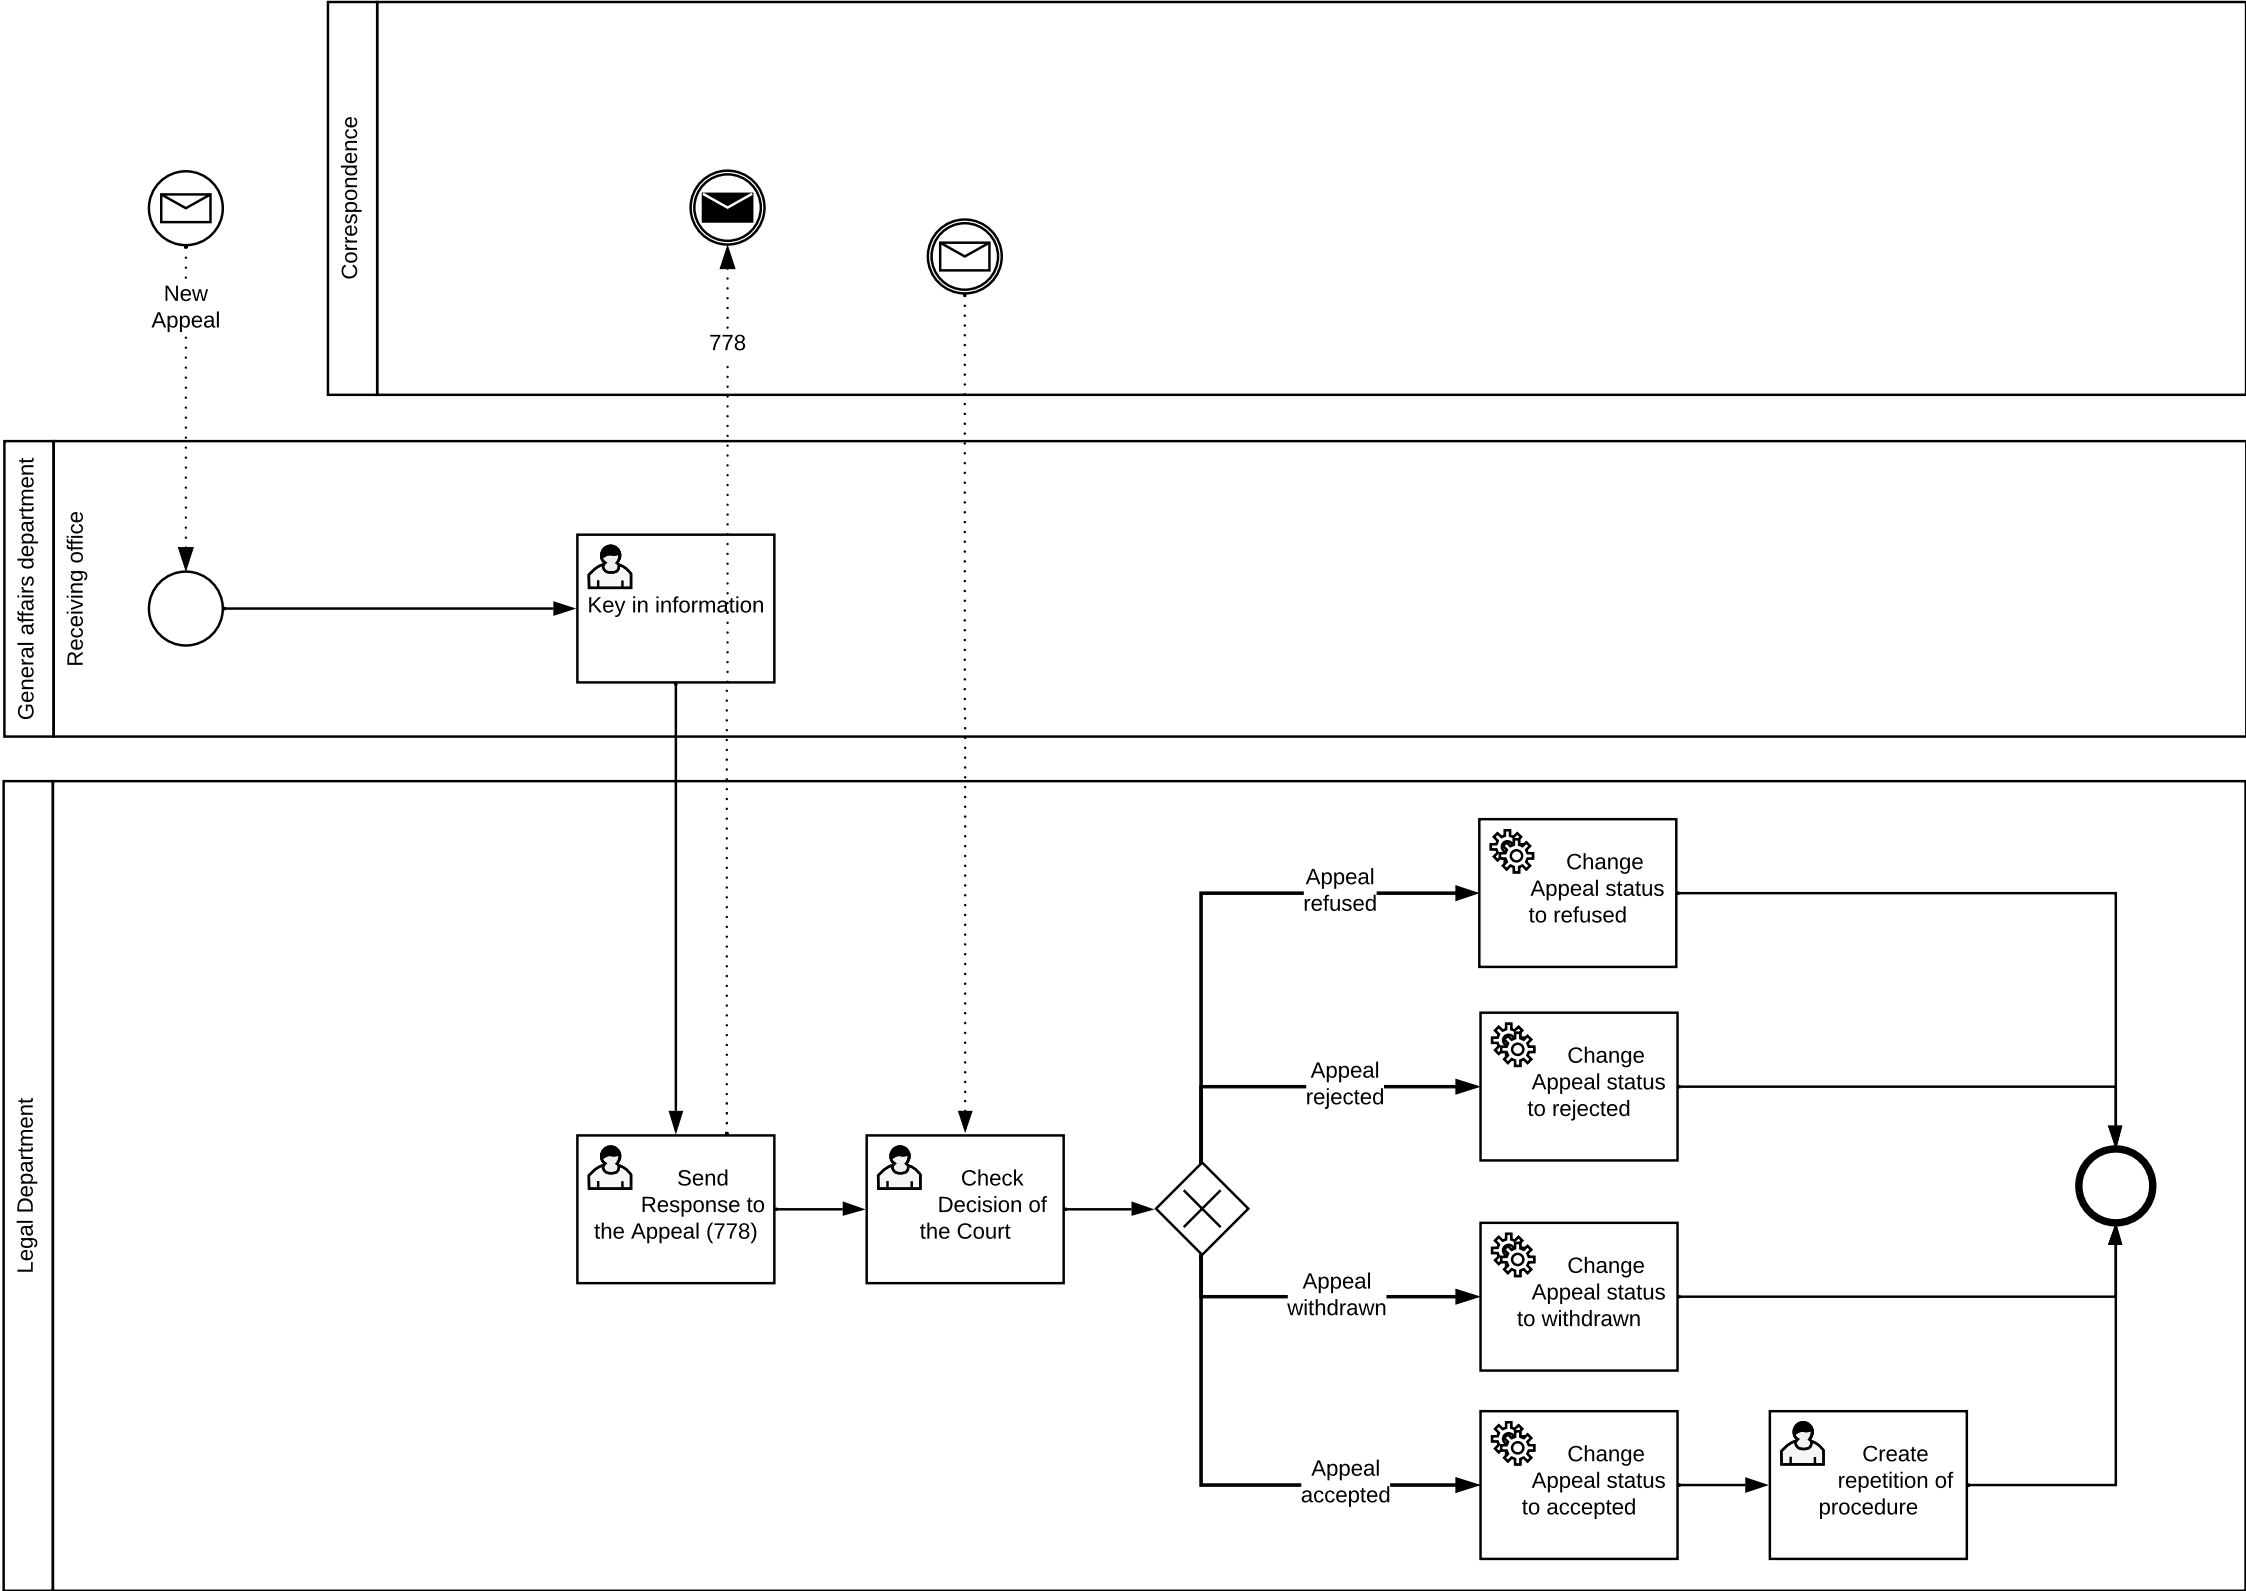 Correspondence
New
Appeal
778
General affairs department
Receiving office
Key in information
Legal Department
Send
Response to
the Appeal (778)
Check
Decision of
the Court
Appeal
refused
Change
Appeal status
to refused
Appeal
rejected
Change
Appeal status
to rejected
Appeal
withdrawn
Change
Appeal status
to withdrawn
Appeal
accepted
Change
Appeal status
to accepted
Create
repetition of
procedure